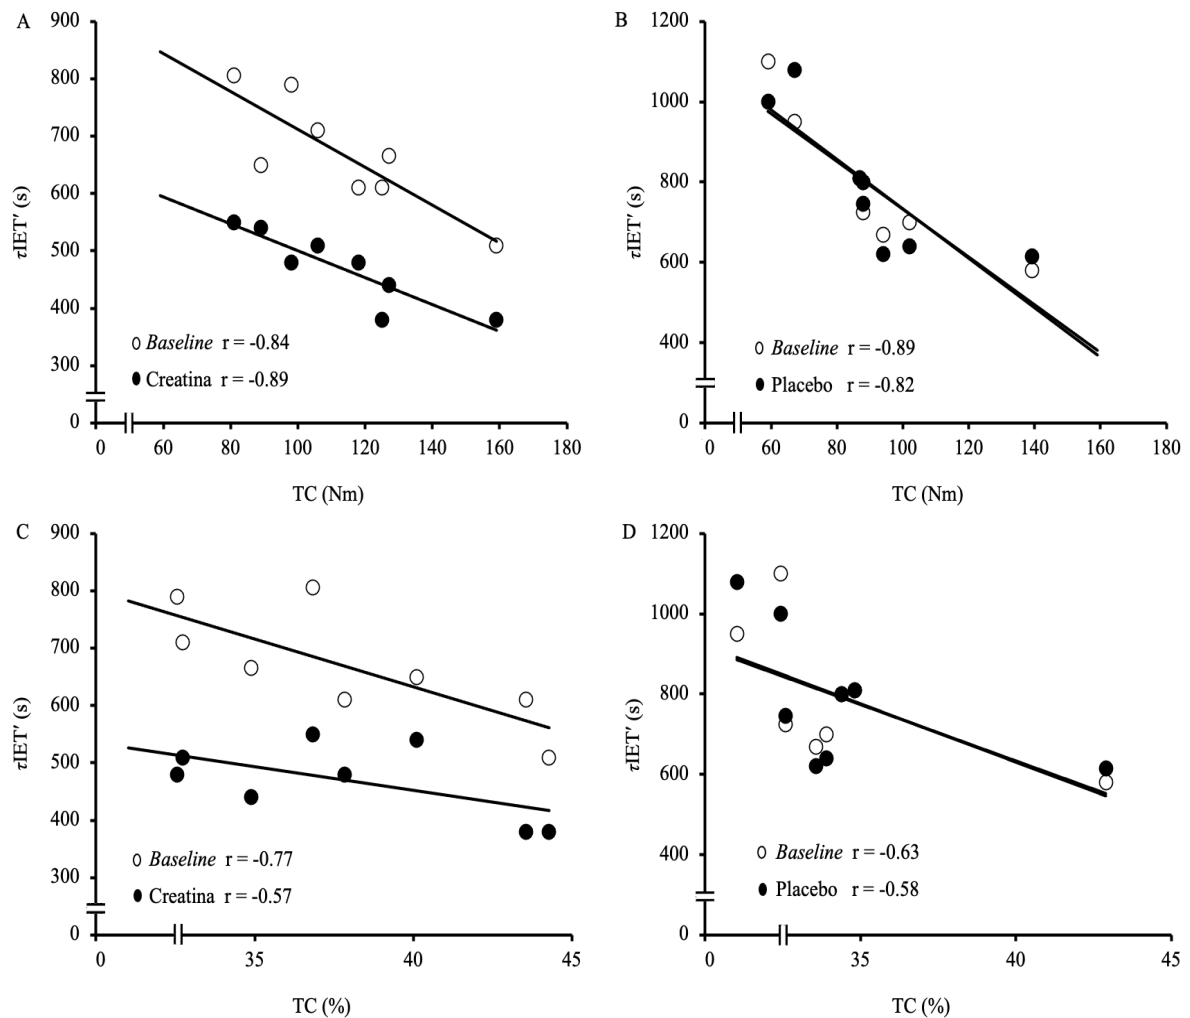 A
900
800
700
600
500
400
300
0
τIET′ (s)
○ Baseline r = -0.84
● Creatina r = -0.89
0 60 80 100 120 140 160 180
TC (Nm)
B
1200
1000
800
600
400
0
τIET′ (s)
○ Baseline r = -0.89
● Placebo r = -0.82
0 60 80 100 120 140 160 180
TC (Nm)
C
900
800
700
600
500
400
300
0
τIET′ (s)
○ Baseline r = -0.77
● Creatina r = -0.57
0 35 40 45
TC (%)
D
1200
1000
800
600
400
0
τIET′ (s)
○ Baseline r = -0.63
● Placebo r = -0.58
0 35 40 45
TC (%)